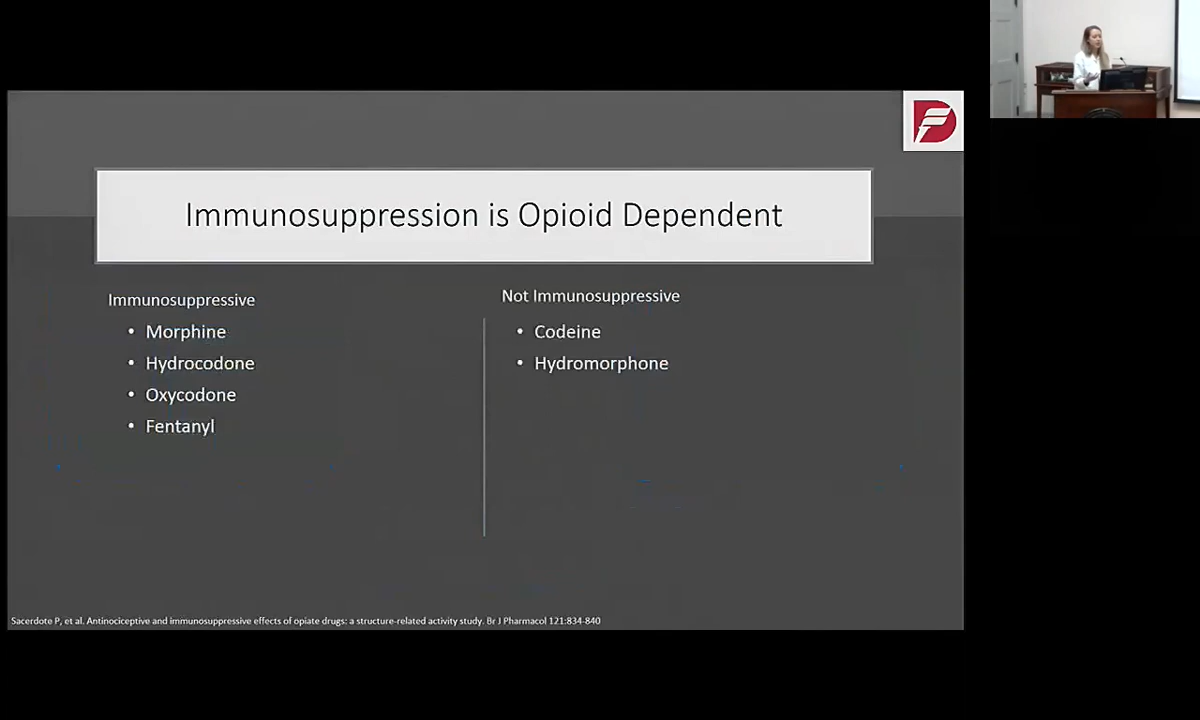 Immunosuppression is Opioid Dependent
Immunosuppressive
• Morphine
• Hydrocodone
• Oxycodone
• Fentanyl
Not Immunosuppressive
• Codeine
• Hydromorphone
Sacerdote P, et al. Antinociceptive and immunosuppressive effects of opiate drugs: a structure-related activity study. Br J Pharmacol 121:834-840